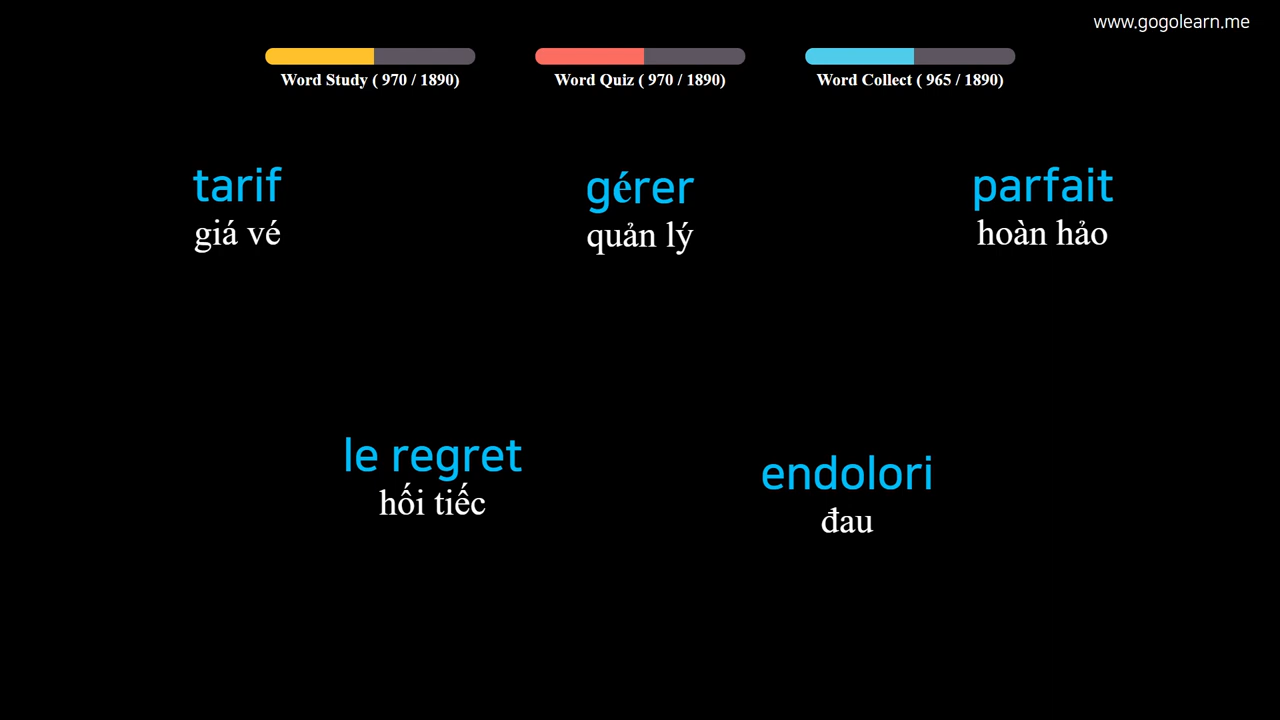 www.gogolearn.me
Word Study ( 970 / 1890)
Word Quiz ( 970 / 1890)
Word Collect ( 965 / 1890)
tarif
giá vé
gérer
quản lý
parfait
hoàn hảo
le regret
hối tiếc
endolori
đau